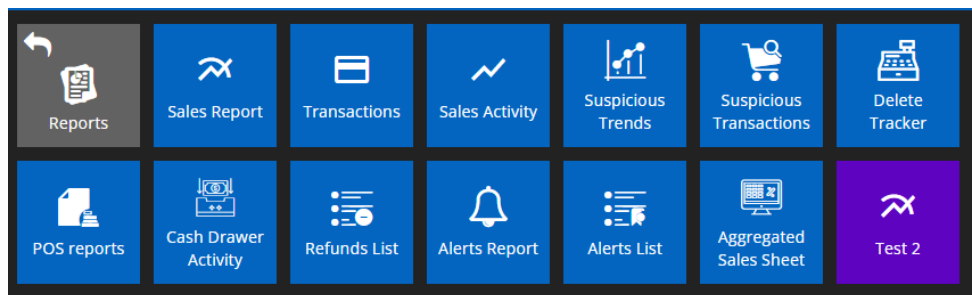 Reports
Sales Report
Transactions
Sales Activity
Suspicious
Trends
Suspicious
Transactions
Delete
Tracker
POS reports
Cash Drawer
Activity
Refunds List
Alerts Report
Alerts List
Aggregated
Sales Sheet
Test 2